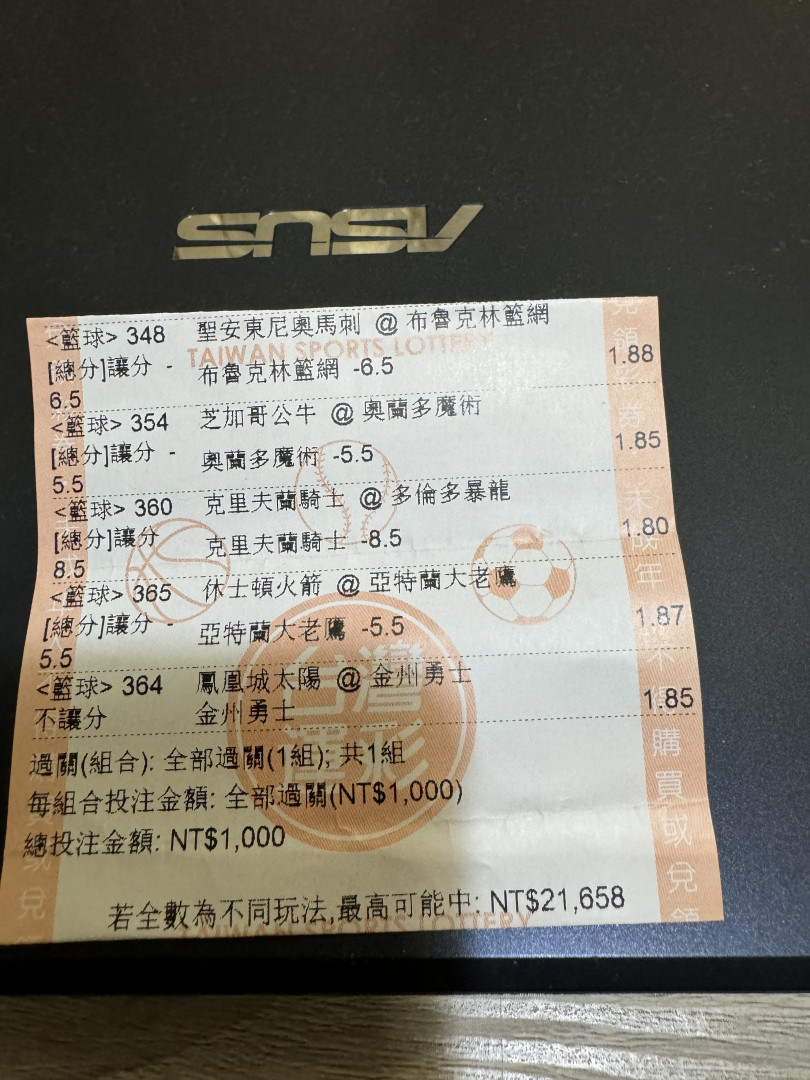 ASUS
<籃球> 348 聖安東尼奧馬刺 @ 布魯克林籃網
TAIWAN SPORTS LOTTERY
[總分]讓分 - 布魯克林籃網 -6.5 1.88
6.5
<籃球> 354 芝加哥公牛 @ 奧蘭多魔術
[總分]讓分 - 奧蘭多魔術 -5.5 1.85
5.5
<籃球> 360 克里夫蘭騎士 @ 多倫多暴龍
[總分]讓分 克里夫蘭騎士 -8.5 1.80
8.5
<籃球> 365 休士頓火箭 @ 亞特蘭大老鷹
[總分]讓分 - 亞特蘭大老鷹 -5.5 1.87
5.5
<籃球> 364 鳳凰城太陽 @ 金州勇士
不讓分 金州勇士 1.85
台灣
運彩
過關(組合): 全部過關(1組); 共1組
每組合投注金額: 全部過關(NT$1,000)
總投注金額: NT$1,000
若全數為不同玩法,最高可能中: NT$21,658
購買或兌領